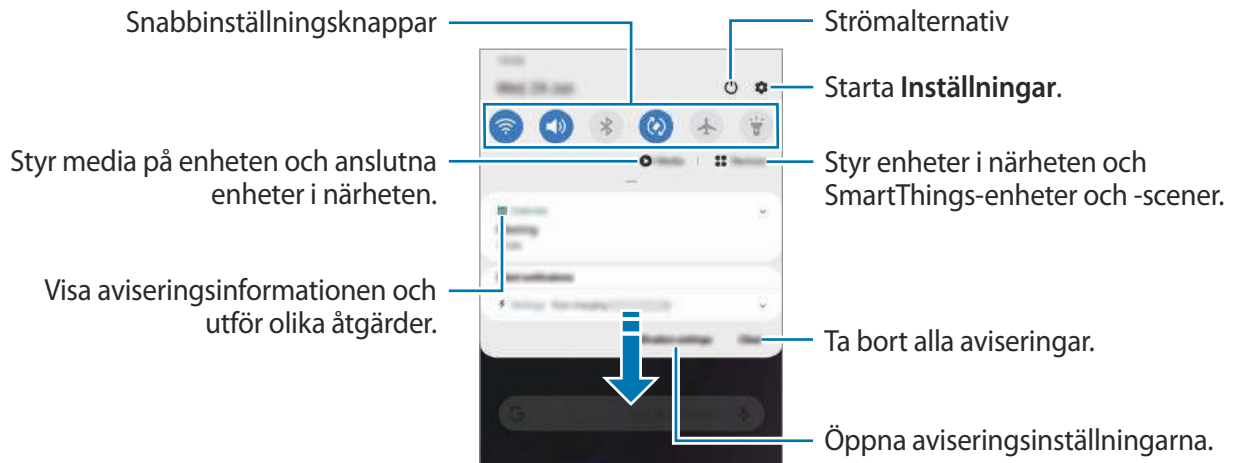 Snabbinställningsknappar
Strömalternativ
Starta Inställningar.
Styr media på enheten och anslutna
enheter i närheten.
Styr enheter i närheten och
SmartThings-enheter och -scener.
Visa aviseringsinformationen och
utför olika åtgärder.
Ta bort alla aviseringar.
Öppna aviseringsinställningarna.